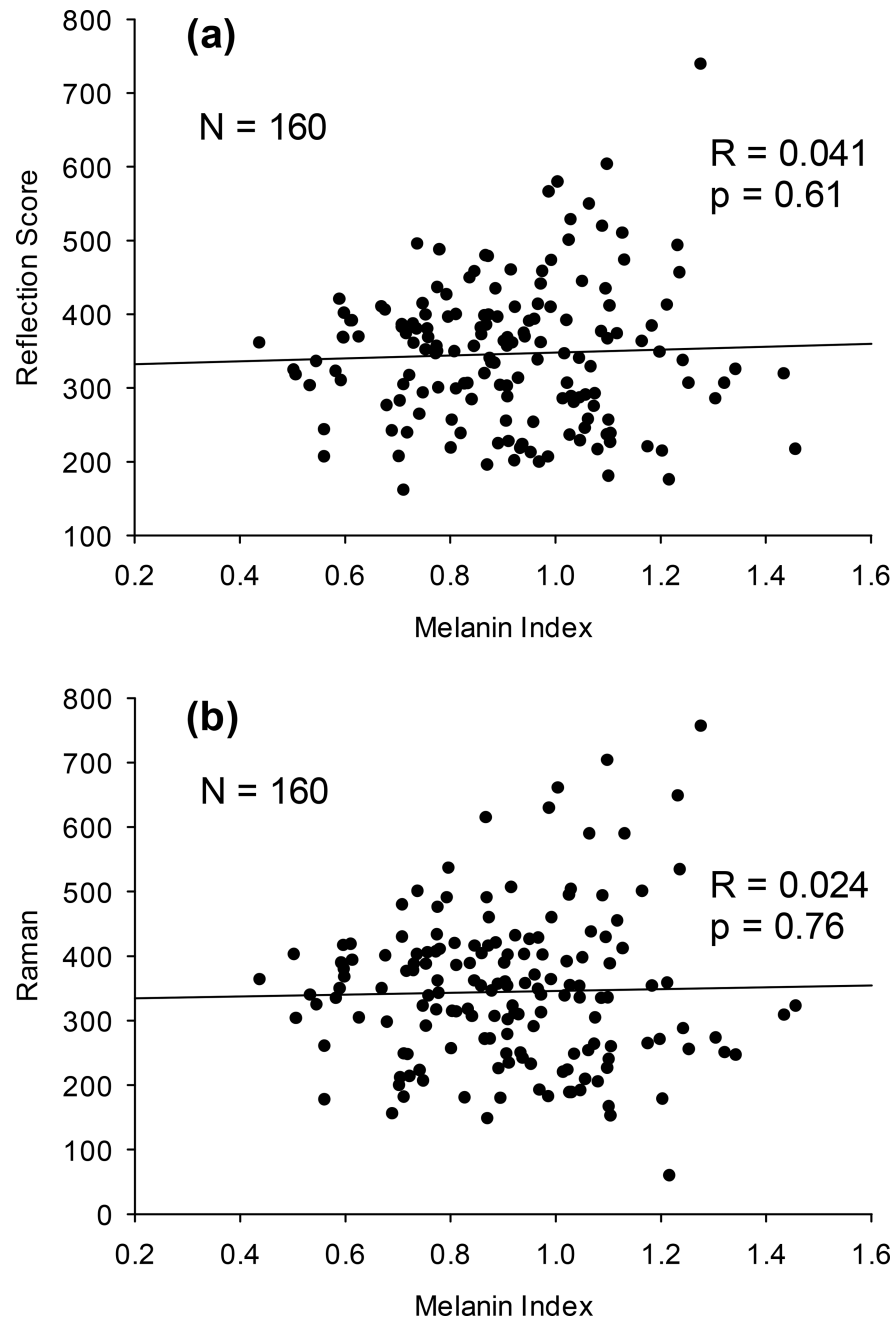 (a)
N = 160
R = 0.041
p = 0.61
Reflection Score
800
700
600
500
400
300
200
100
0.2 0.4 0.6 0.8 1.0 1.2 1.4 1.6
Melanin Index
(b)
N = 160
R = 0.024
p = 0.76
Raman
800
700
600
500
400
300
200
100
0
0.2 0.4 0.6 0.8 1.0 1.2 1.4 1.6
Melanin Index